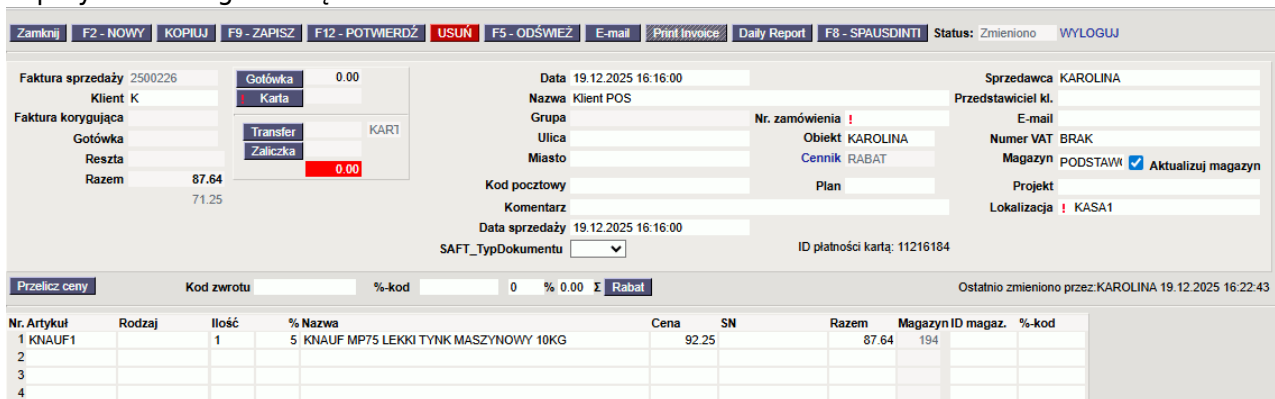 Zamknij F2 - NOWY KOPIUJ F9 - ZAPISZ F12 - POTWIERDŹ USUŃ F5 - ODŚWIEŻ E-mail Print Invoice Daily Report F8 - SPAUSDINTI Status: Zmieniono WYLOGUJ
Faktura sprzedaży 2500226 Gotówka 0.00 Data 19.12.2025 16:16:00 Sprzedawca KAROLINA
Klient K ! Karta Nazwa Klient POS Przedstawiciel kl.
Faktura korygująca Grupa Nr. zamówienia ! E-mail
Gotówka Transfer KART Ulica Obiekt KAROLINA Numer VAT BRAK
Reszta Zaliczka Miasto Cennik RABAT Magazyn PODSTAW Aktualizuj magazyn
Razem 87.64 0.00 Kod pocztowy Plan Projekt
71.25 Komentarz Lokalizacja ! KASA1
Data sprzedaży 19.12.2025 16:16:00
SAFT_TypDokumentu ID płatności kartą: 11216184
Przelicz ceny Kod zwrotu %-kod 0 % 0.00 Σ Rabat Ostatnio zmieniono przez:KAROLINA 19.12.2025 16:22:43
Nr. Artykuł Rodzaj Ilość % Nazwa Cena SN Razem Magazyn ID magaz. %-kod
1 KNAUF1 1 5 KNAUF MP75 LEKKI TYNK MASZYNOWY 10KG 92.25 87.64 194
2
3
4